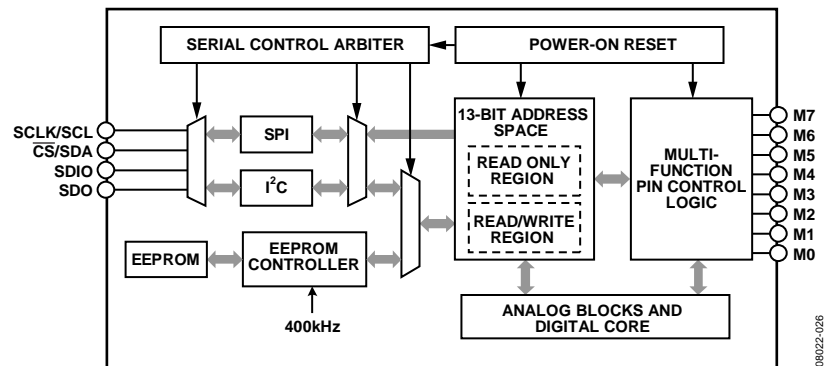 SERIAL CONTROL ARBITER
POWER-ON RESET
SCLK/SCL
CS/SDA
SDIO
SDO
SPI
I²C
13-BIT ADDRESS
SPACE
READ ONLY
REGION
READ/WRITE
REGION
MULTI-
FUNCTION
PIN CONTROL
LOGIC
M7
M6
M5
M4
M3
M2
M1
M0
EEPROM
EEPROM
CONTROLLER
400kHz
ANALOG BLOCKS AND
DIGITAL CORE
08022-026